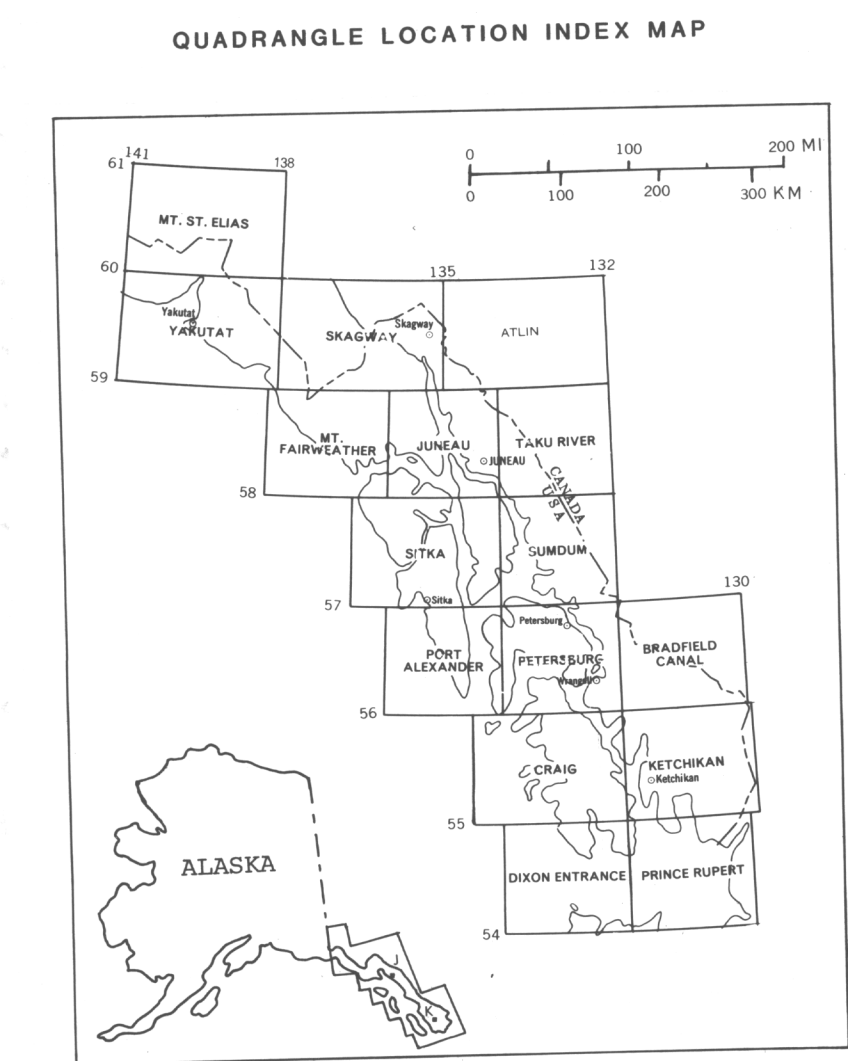 QUADRANGLE LOCATION INDEX MAP
0 100 200 MI
0 100 200 300 KM
141
61 138
MT. ST. ELIAS
60 135 132
Yakutat
YAKUTAT
SKAGWAY
Skagway
ATLIN
59
MT.
FAIRWEATHER
JUNEAU
JUNEAU
TAKU RIVER
58
CANADA
USA
SITKA
SUMDUM
Sitka
57
130
Petersburg
PORT
ALEXANDER
PETERSBURG
Wrangell
BRADFIELD
CANAL
56
CRAIG
KETCHIKAN
Ketchikan
55
DIXON ENTRANCE
PRINCE RUPERT
54
ALASKA
J
K